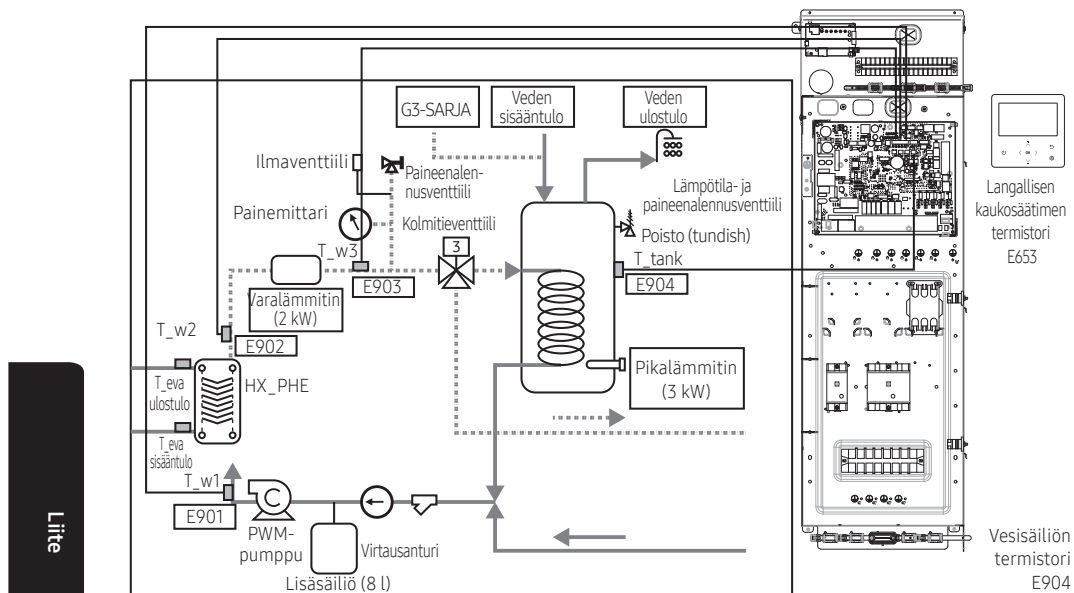 G3-SARJA
Veden
sisääntulo
Veden
ulostulo
Ilmaventtiili
Paineenalen-
nusventtiili
Lämpötila- ja
paineenalennusventtiili
Painemittari
Kolmitieventtiili
3
Poisto (tundish)
T_w3
T_tank
E903
E904
Varalämmitin
(2 kW)
T_w2
E902
HX_PHE
T_eva
ulostulo
T_eva
sisääntulo
Pikalämmitin
(3 kW)
T_w1
E901
C
PWM-
pumppu
Virtausanturi
Lisäsäiliö (8 l)
Langallisen
kaukosäätimen
termistori
E653
Vesisäiliön
termistori
E904
Liite